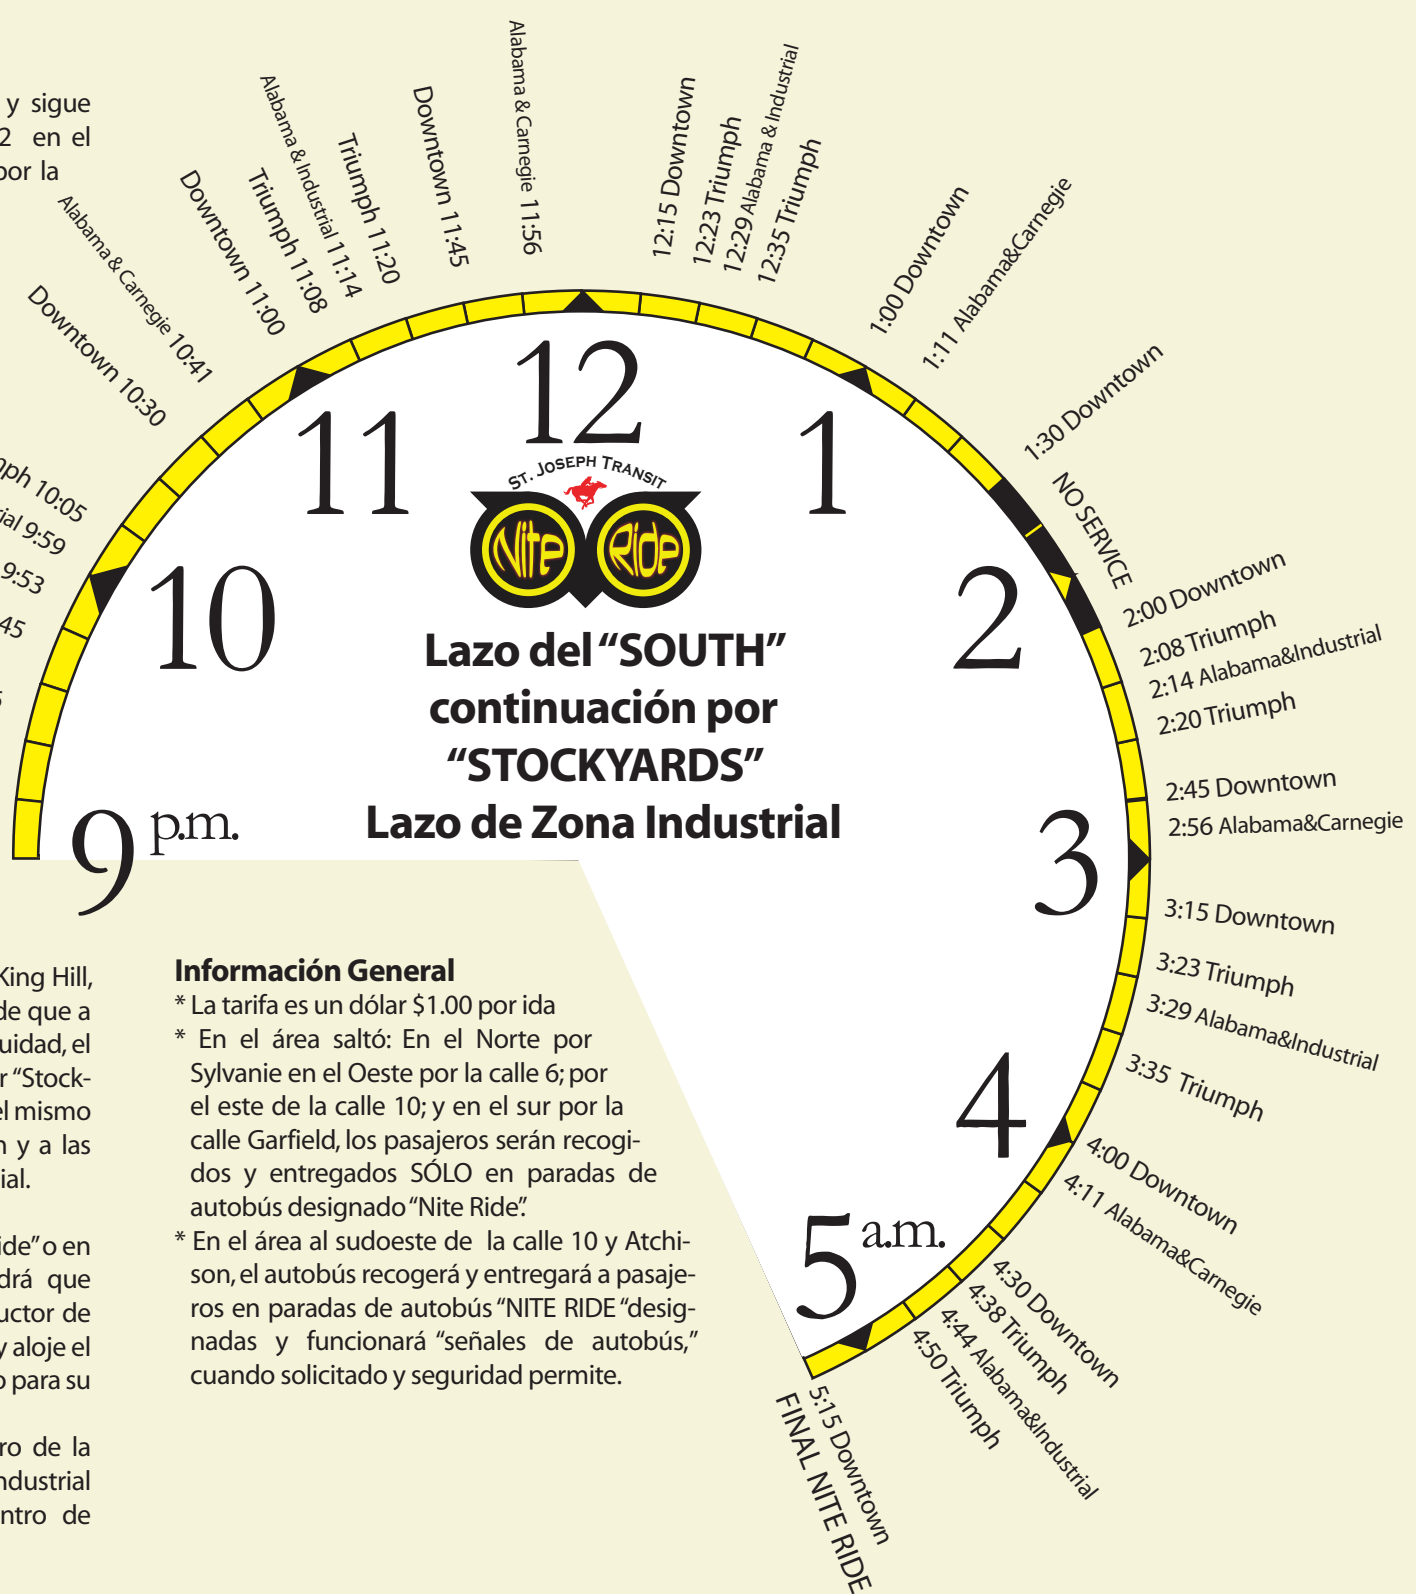 y sigue
2 en el
por la
10:05
9:59
9:53
45
Downtown 10:30
Alabama & Carnegie 10:41
Downtown 11:00
Triumph 11:08
Alabama & Industrial 11:14
Triumph 11:20
Downtown 11:45
Alabama & Carnegie 11:56
12:15 Downtown
12:23 Triumph
12:29 Alabama & Industrial
12:35 Triumph
1:00 Downtown
1:11 Alabama&Carnegie
1:30 Downtown
NO SERVICE
2:00 Downtown
2:08 Triumph
2:14 Alabama&Industrial
2:20 Triumph
2:45 Downtown
2:56 Alabama&Carnegie
3:15 Downtown
3:23 Triumph
3:29 Alabama&Industrial
3:35 Triumph
4:00 Downtown
4:11 Alabama&Carnegie
4:30 Downtown
4:38 Triumph
4:44 Alabama&Industrial
4:50 Triumph
5:15 Downtown
FINAL NITE RIDE
9 p.m.
10
11
12
1
2
3
4
5 a.m.
ST. JOSEPH TRANSIT
Nite Ride
Lazo del "SOUTH"
continuación por
"STOCKYARDS"
Lazo de Zona Industrial
King Hill,
de que a
uidad, el
r "Stock-
el mismo
n y a las
ial.
ide" o en
drá que
uctor de
y aloje el
o para su
ro de la
ndustrial
ntro de
Información General
* La tarifa es un dólar $1.00 por ida
* En el área saltó: En el Norte por
Sylvanie en el Oeste por la calle 6; por
el este de la calle 10; y en el sur por la
calle Garfield, los pasajeros serán recogi-
dos y entregados SÓLO en paradas de
autobús designado "Nite Ride".
* En el área al sudoeste de la calle 10 y Atchi-
son, el autobús recogerá y entregará a pasaje-
ros en paradas de autobús "NITE RIDE "desig-
nadas y funcionará "señales de autobús,"
cuando solicitado y seguridad permite.